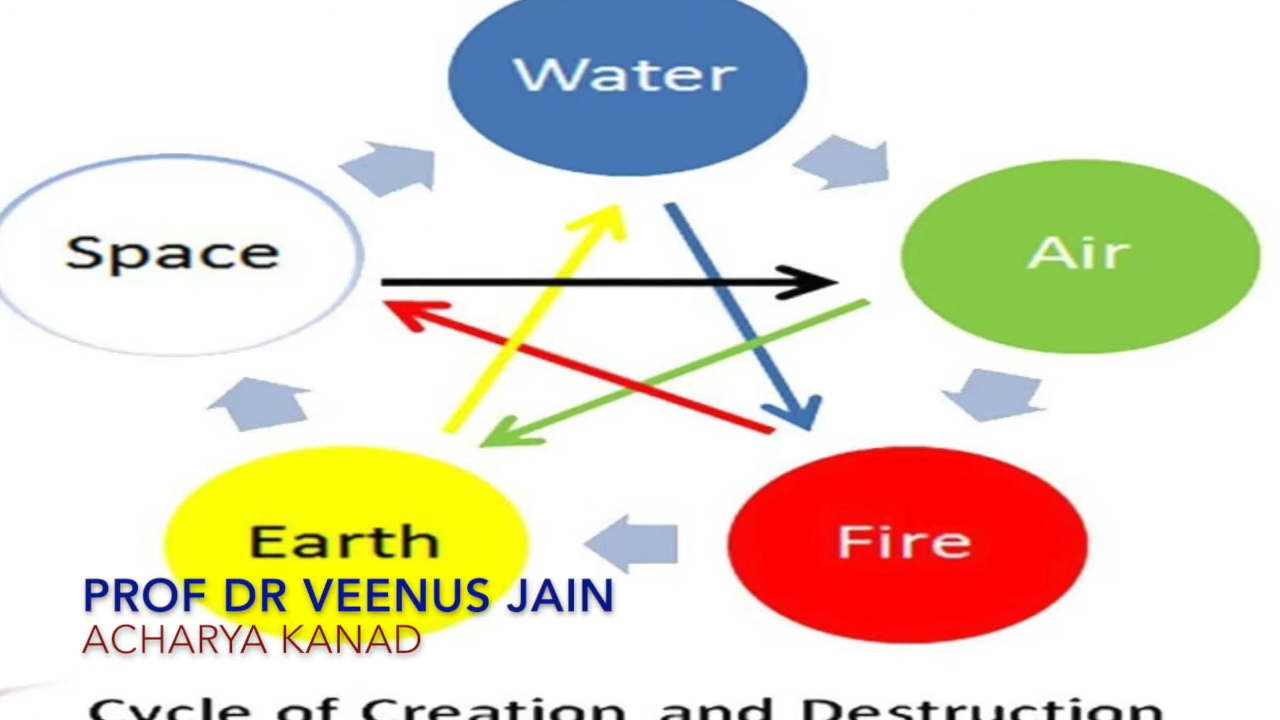 Water
Space
Air
Earth
Fire
PROF DR VEENUS JAIN
ACHARYA KANAD
Cycle of Creation and Destruction